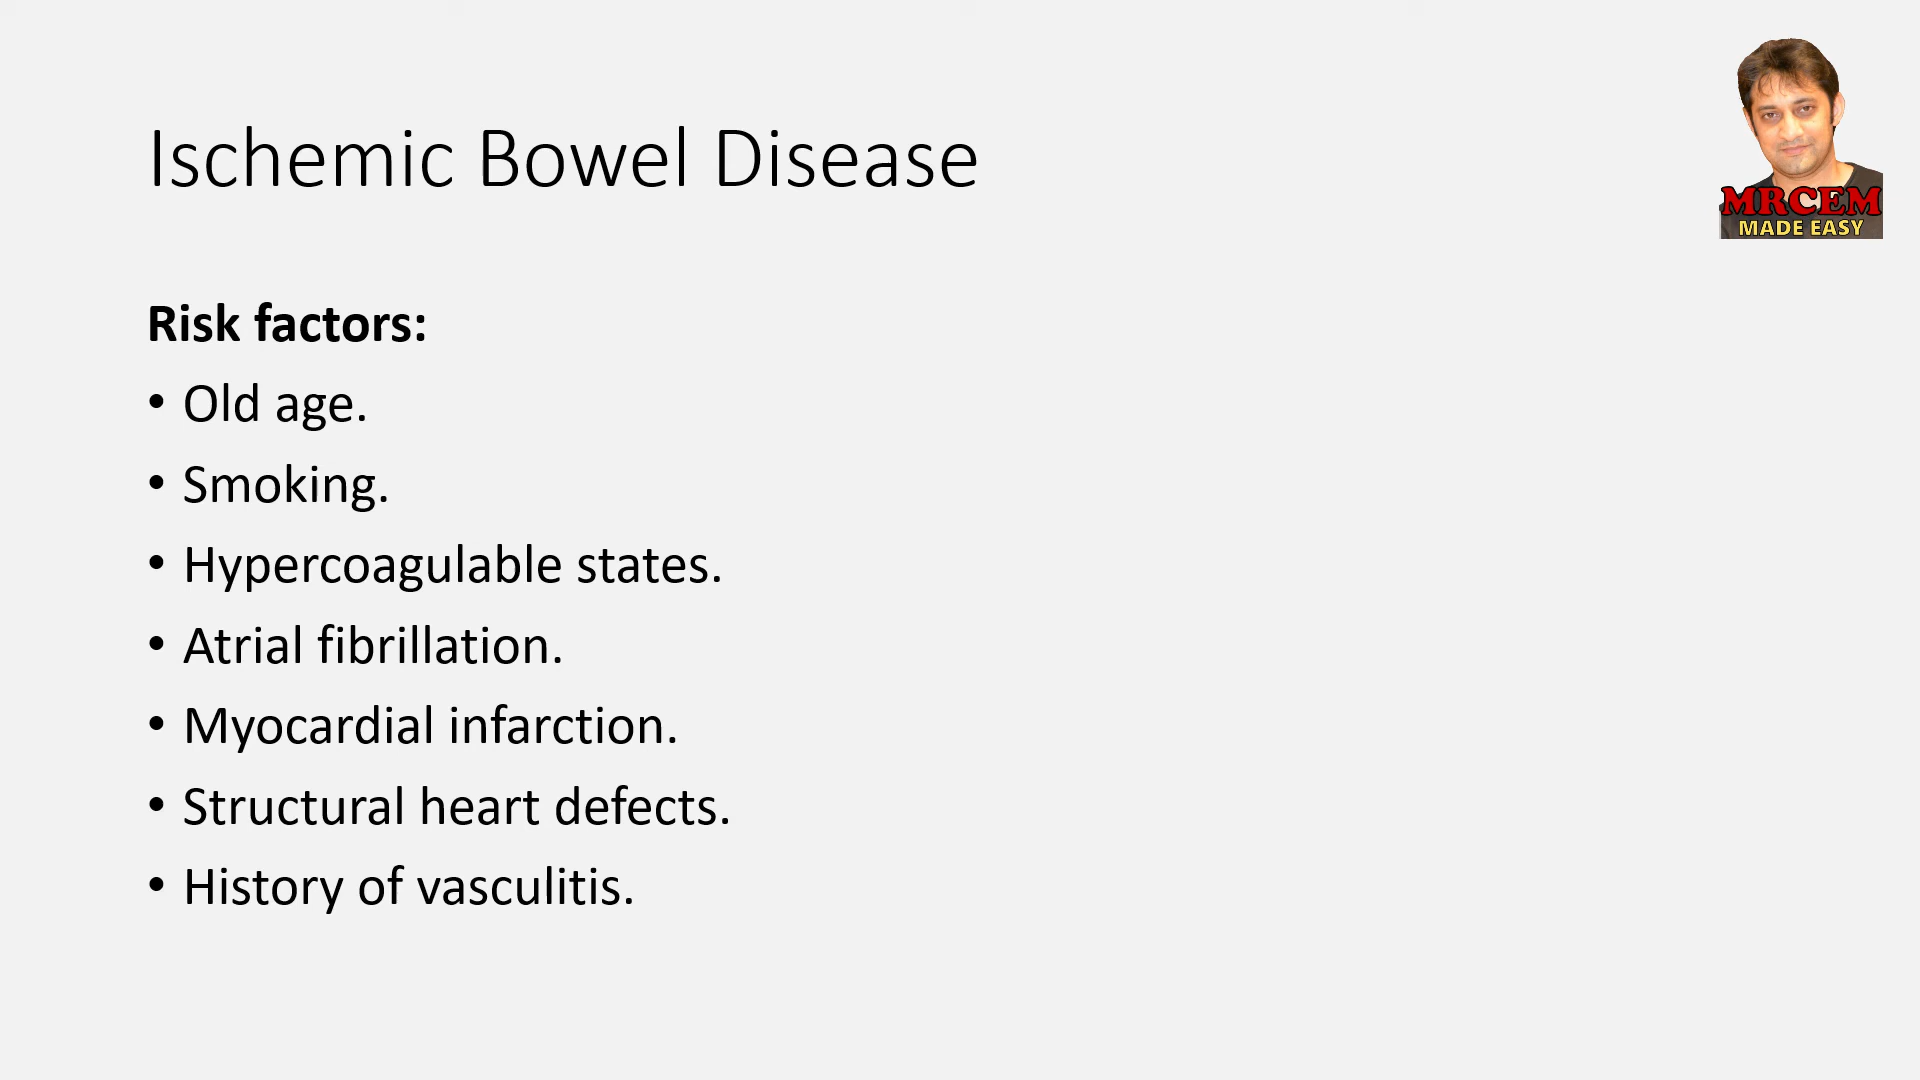 Ischemic Bowel Disease
MRCEM
MADE EASY
Risk factors:
• Old age.
• Smoking.
• Hypercoagulable states.
• Atrial fibrillation.
• Myocardial infarction.
• Structural heart defects.
• History of vasculitis.